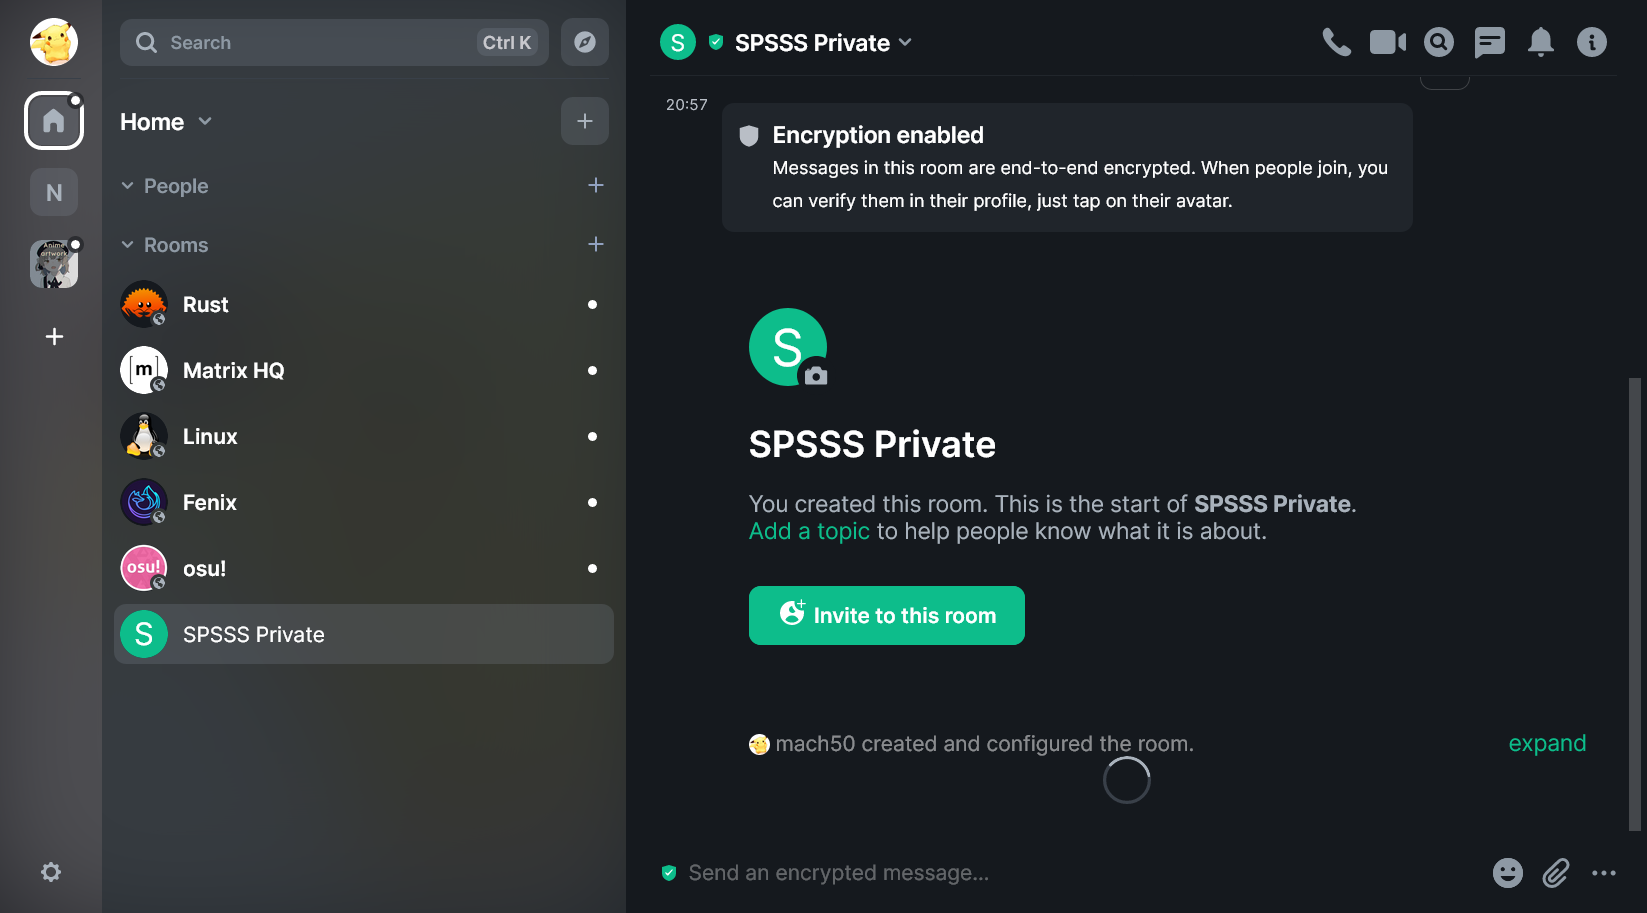 Search
Ctrl K
Home
People
Rooms
Rust
[m]
Matrix HQ
Linux
Fenix
osu!
osu!
S
SPSSS Private
N
Anime
artwork
S
SPSSS Private
20:57
Encryption enabled
Messages in this room are end-to-end encrypted. When people join, you
can verify them in their profile, just tap on their avatar.
S
SPSSS Private
You created this room. This is the start of SPSSS Private.
Add a topic to help people know what it is about.
Invite to this room
mach50 created and configured the room.
expand
Send an encrypted message...